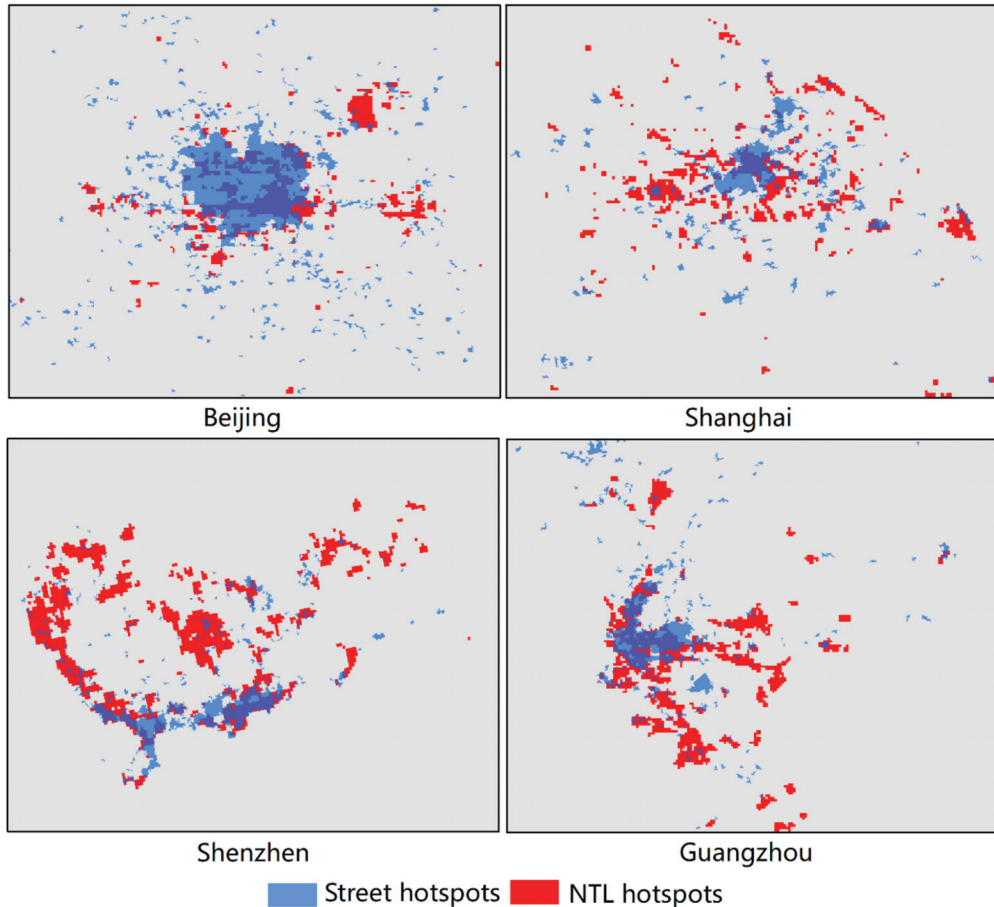 Beijing
Shanghai
Shenzhen
Guangzhou
Street hotspots
NTL hotspots